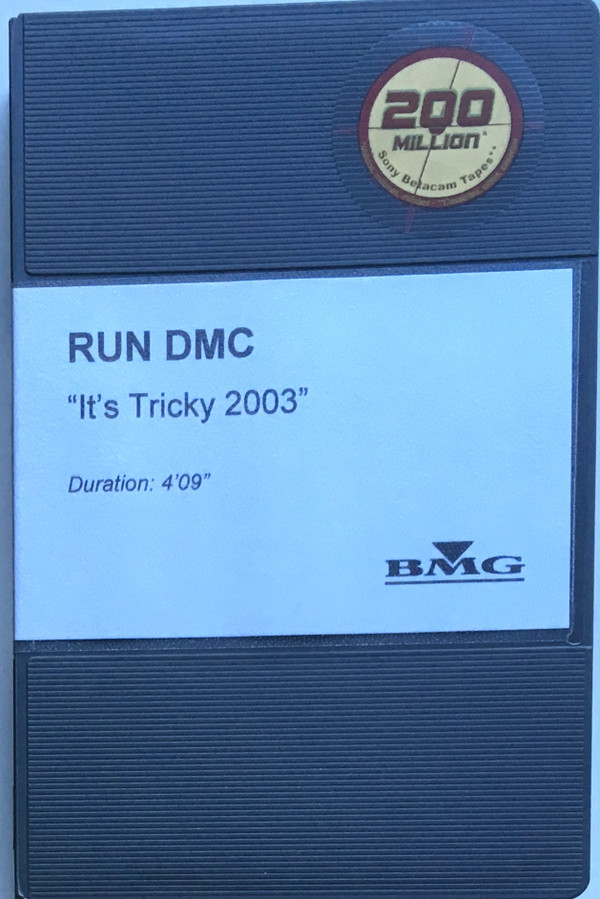 200
MILLION*
Sony Betacam Tapes**
RUN DMC
“It’s Tricky 2003”
Duration: 4’09”
BMG